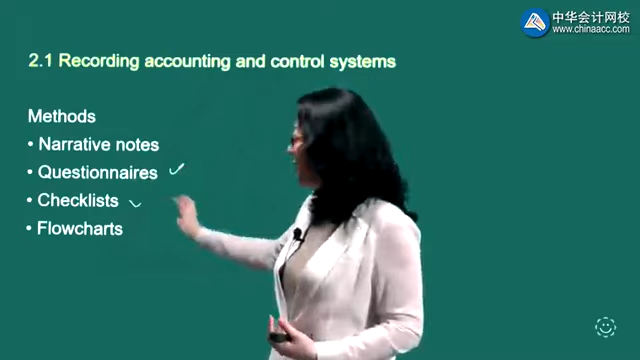 中华会计网校
www.chinaacc.com
2.1 Recording accounting and control systems
Methods
• Narrative notes
• Questionnaires
• Checklists
• Flowcharts